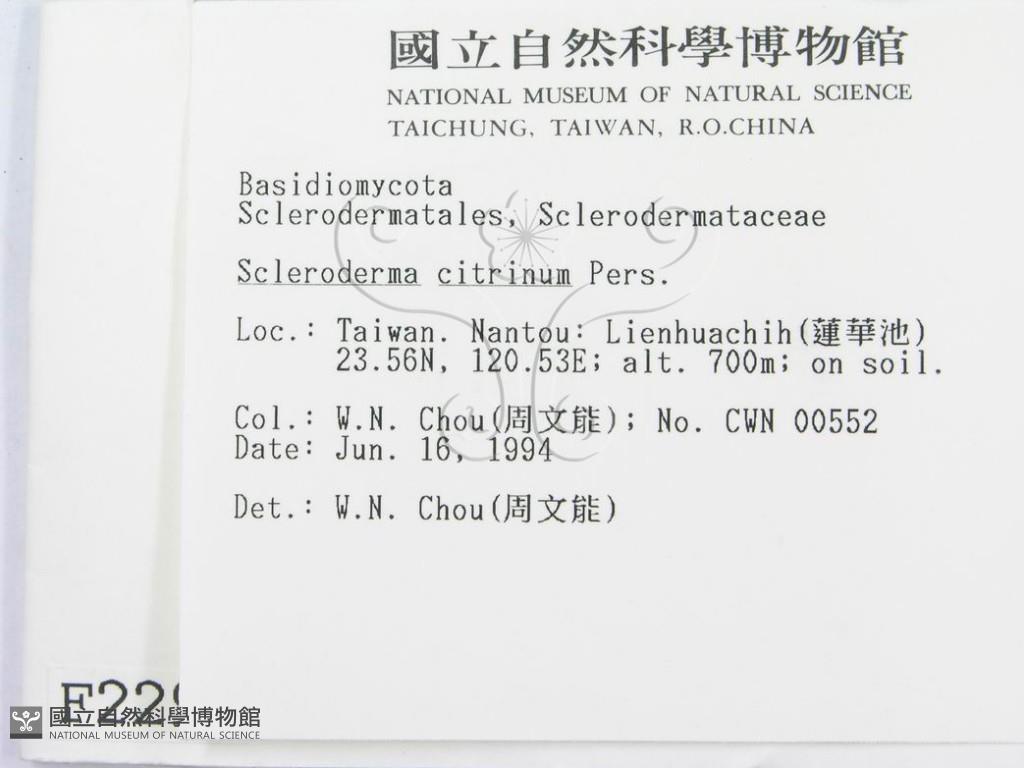 國立自然科學博物館
NATIONAL MUSEUM OF NATURAL SCIENCE
TAICHUNG, TAIWAN, R.O.CHINA
Basidiomycota
Sclerodermatales, Sclerodermataceae
Scleroderma citrinum Pers.
Loc.: Taiwan. Nantou: Lienhuachih(蓮華池)
23.56N, 120.53E; alt. 700m; on soil.
Col.: W.N. Chou(周文能); No. CWN 00552
Date: Jun. 16, 1994
Det.: W.N. Chou(周文能)
國立自然科學博物館
NATIONAL MUSEUM OF NATURAL SCIENCE